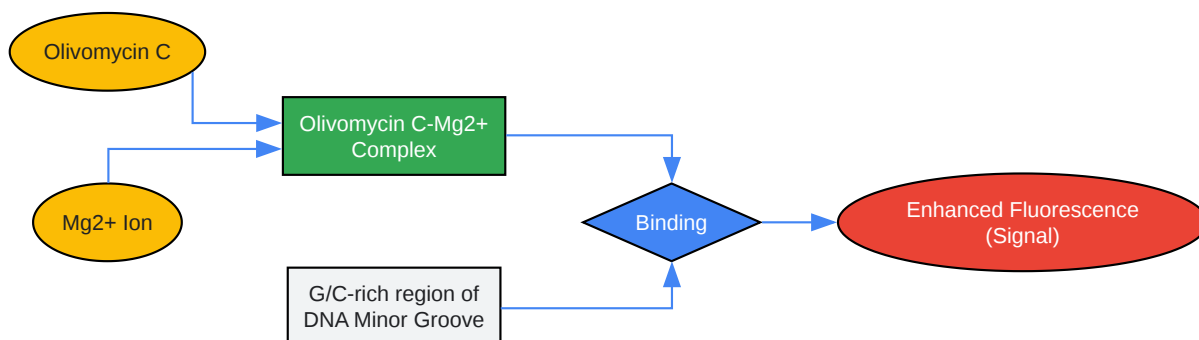 Olivomycin C
Olivomycin C-Mg2+
Complex
Mg2+ Ion
Binding
Enhanced Fluorescence
(Signal)
G/C-rich region of
DNA Minor Groove